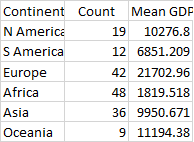 Continent Count Mean GDP
N America 19 10276.8
S America 12 6851.209
Europe 42 21702.96
Africa 48 1819.518
Asia 36 9950.671
Oceania 9 11194.38